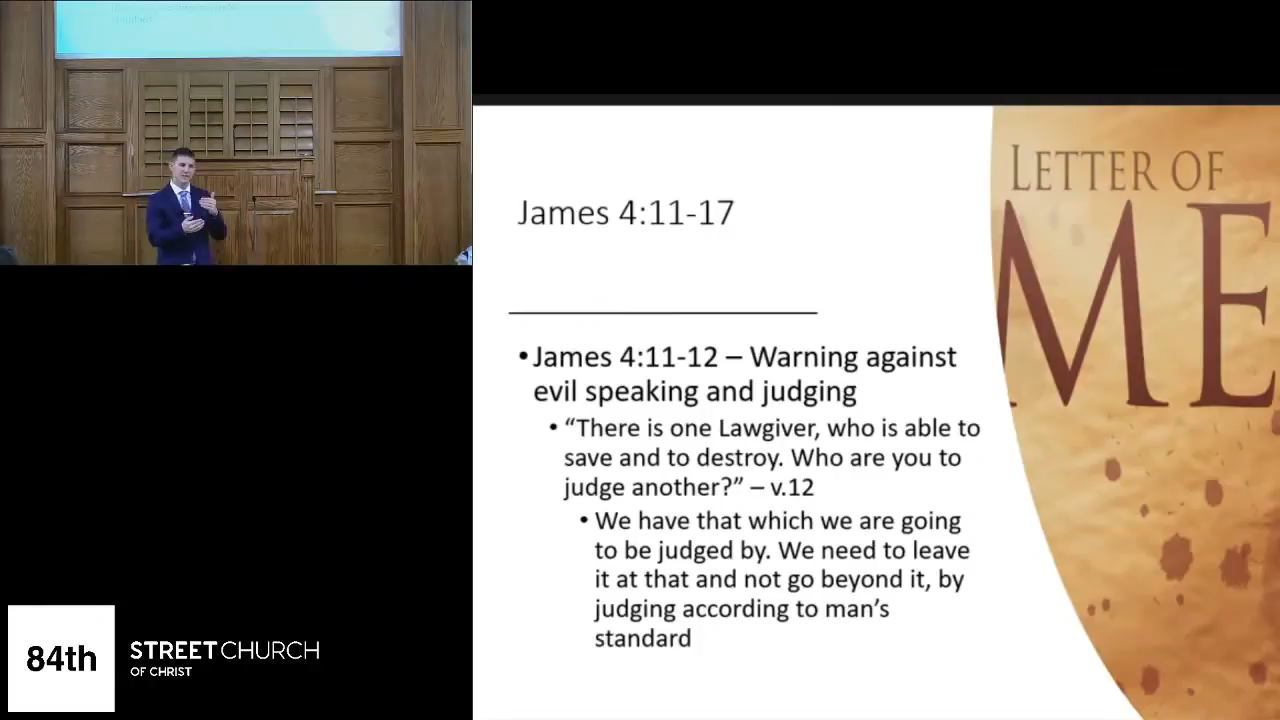 James 4:11-17
• James 4:11-12 – Warning against
evil speaking and judging
• “There is one Lawgiver, who is able to
save and to destroy. Who are you to
judge another?” – v.12
• We have that which we are going
to be judged by. We need to leave
it at that and not go beyond it, by
judging according to man’s
standard
LETTER OF
ME
84th
STREET CHURCH
OF CHRIST